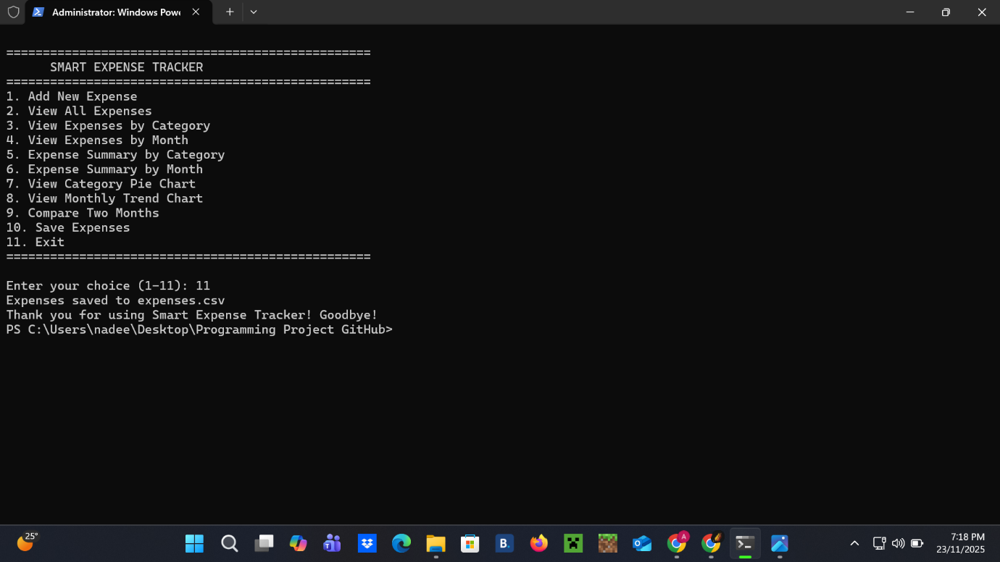 Administrator: Windows Pow
==================================================
SMART EXPENSE TRACKER
==================================================
1. Add New Expense
2. View All Expenses
3. View Expenses by Category
4. View Expenses by Month
5. Expense Summary by Category
6. Expense Summary by Month
7. View Category Pie Chart
8. View Monthly Trend Chart
9. Compare Two Months
10. Save Expenses
11. Exit
==================================================
Enter your choice (1-11): 11
Expenses saved to expenses.csv
Thank you for using Smart Expense Tracker! Goodbye!
PS C:\Users\nadee\Desktop\Programming Project GitHub>
25°
B.
A
7:18 PM
23/11/2025